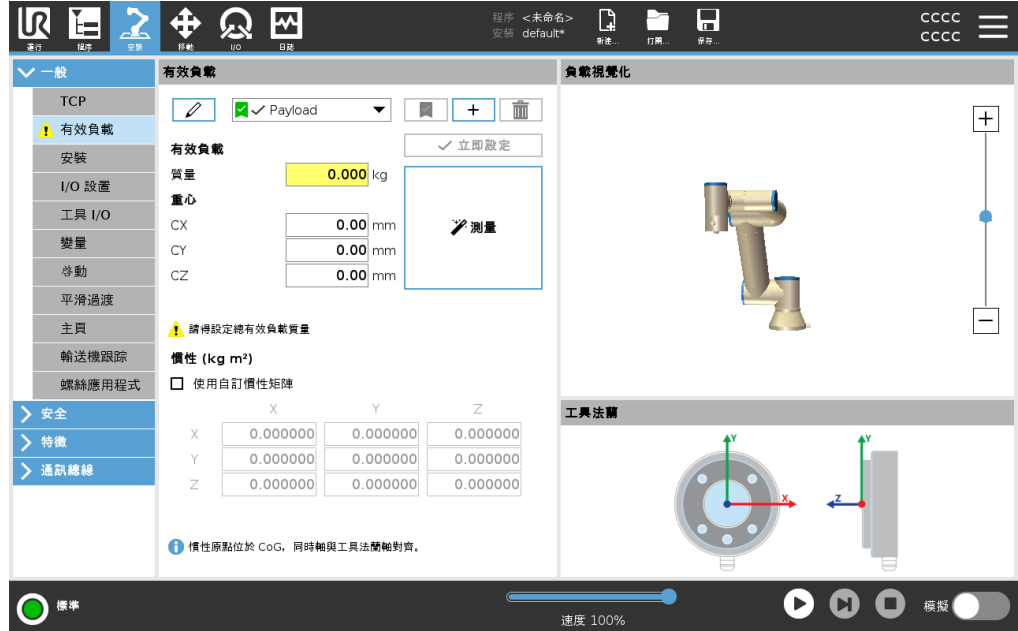 運行
程序
安裝
移動
I/O
日誌
程序 <未命名>
安裝 default*
新建...
打開...
保存...
CCCC
CCCC
一般
TCP
有效負載
安裝
I/O 設置
工具 I/O
變量
啓動
平滑過渡
主頁
輸送機跟踪
螺絲應用程式
安全
特徵
通訊總線
有效負載
Payload
有效負載
立即設定
質量
0.000 kg
重心
CX 0.00 mm
CY 0.00 mm
CZ 0.00 mm
測量
請得設定總有效負載質量
慣性 (kg m²)
使用自訂慣性矩陣
X Y Z
X 0.000000 0.000000 0.000000
Y 0.000000 0.000000 0.000000
Z 0.000000 0.000000 0.000000
慣性原點位於 CoG，同時軸與工具法蘭軸對齊。
負載視覺化
工具法蘭
Y
X
Y
Z
標準
速度 100%
模擬